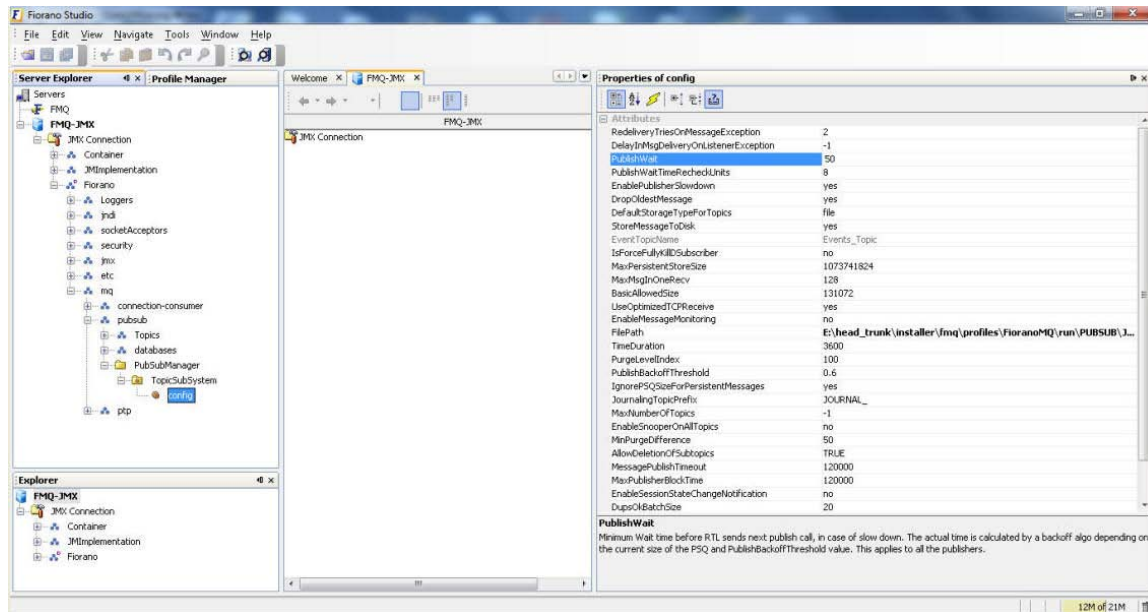 Fiorano Studio
File Edit View Navigate Tools Window Help
Server Explorer Profile Manager
Servers
FMQ
FMQ-JMX
JMX Connection
Container
JMImplementation
Fiorano
Loggers
jndi
socketAcceptors
security
jmx
etc
mq
connection-consumer
pubsub
Topics
databases
PubSubManager
TopicSubSystem
config
ptp
Explorer
FMQ-JMX
JMX Connection
Container
JMImplementation
Fiorano
Welcome FMQ-JMX
FMQ-JMX
JMX Connection
Properties of config
Attributes
RedeliveryTriesOnMessageException 2
DelayInMsgDeliveryOnListenerException -1
PublishWait 50
PublishWaitTimeRecheckUnits 8
EnablePublisherSlowdown yes
DropOldestMessage yes
DefaultStorageTypeForTopics file
StoreMessageToDisk yes
EventTopicName Events_Topic
IsForceFullyKillDSubscriber no
MaxPersistentStoreSize 1073741824
MaxMsgInOneRecv 128
BasicAllowedSize 131072
UseOptimizedTCPReceive yes
EnableMessageMonitoring no
FilePath E:\head_trunk\installer\fmq\profiles\FioranoMQ\run\PUBSUB\J...
TimeDuration 3600
PurgeLevelIndex 100
PublishBackoffThreshold 0.6
IgnorePSQSizeForPersistentMessages yes
JournalingTopicPrefix JOURNAL_
MaxNumberOfTopics -1
EnableSnooperOnAllTopics no
MinPurgeDifference 50
AllowDeletionOfSubtopics TRUE
MessagePublishTimeout 120000
MaxPublisherBlockTime 120000
EnableSessionStateChangeNotification no
DupsOkBatchSize 20
PublishWait
Minimum Wait time before RTL sends next publish call, in case of slow down. The actual time is calculated by a backoff algo depending on
the current size of the PSQ and PublishBackoffThreshold value. This applies to all the publishers.
12M of 21M